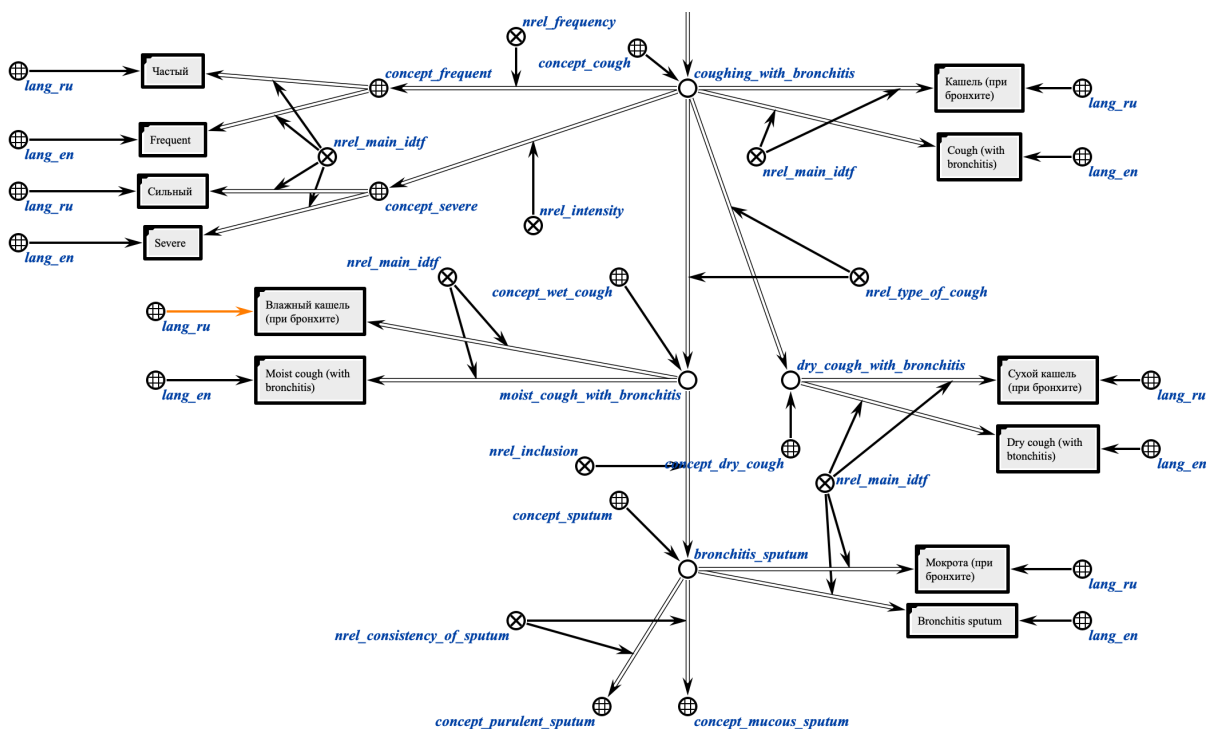 nrel_frequency
concept_cough
Частый
lang_ru
concept_frequent
coughing_with_bronchitis
Кашель (при
бронхите)
lang_ru
Frequent
lang_en
nrel_main_idtf
Cough (with
bronchitis)
lang_en
nrel_main_idtf
Сильный
lang_ru
concept_severe
nrel_intensity
Severe
lang_en
nrel_main_idtf
concept_wet_cough
nrel_type_of_cough
Влажный кашель
(при бронхите)
lang_ru
Moist cough (with
bronchitis)
lang_en
moist_cough_with_bronchitis
dry_cough_with_bronchitis
Сухой кашель
(при бронхите)
lang_ru
Dry cough (with
btonchitis)
lang_en
nrel_inclusion
concept_dry_cough
nrel_main_idtf
concept_sputum
bronchitis_sputum
Мокрота (при
бронхите)
lang_ru
Bronchitis sputum
lang_en
nrel_consistency_of_sputum
concept_purulent_sputum
concept_mucous_sputum